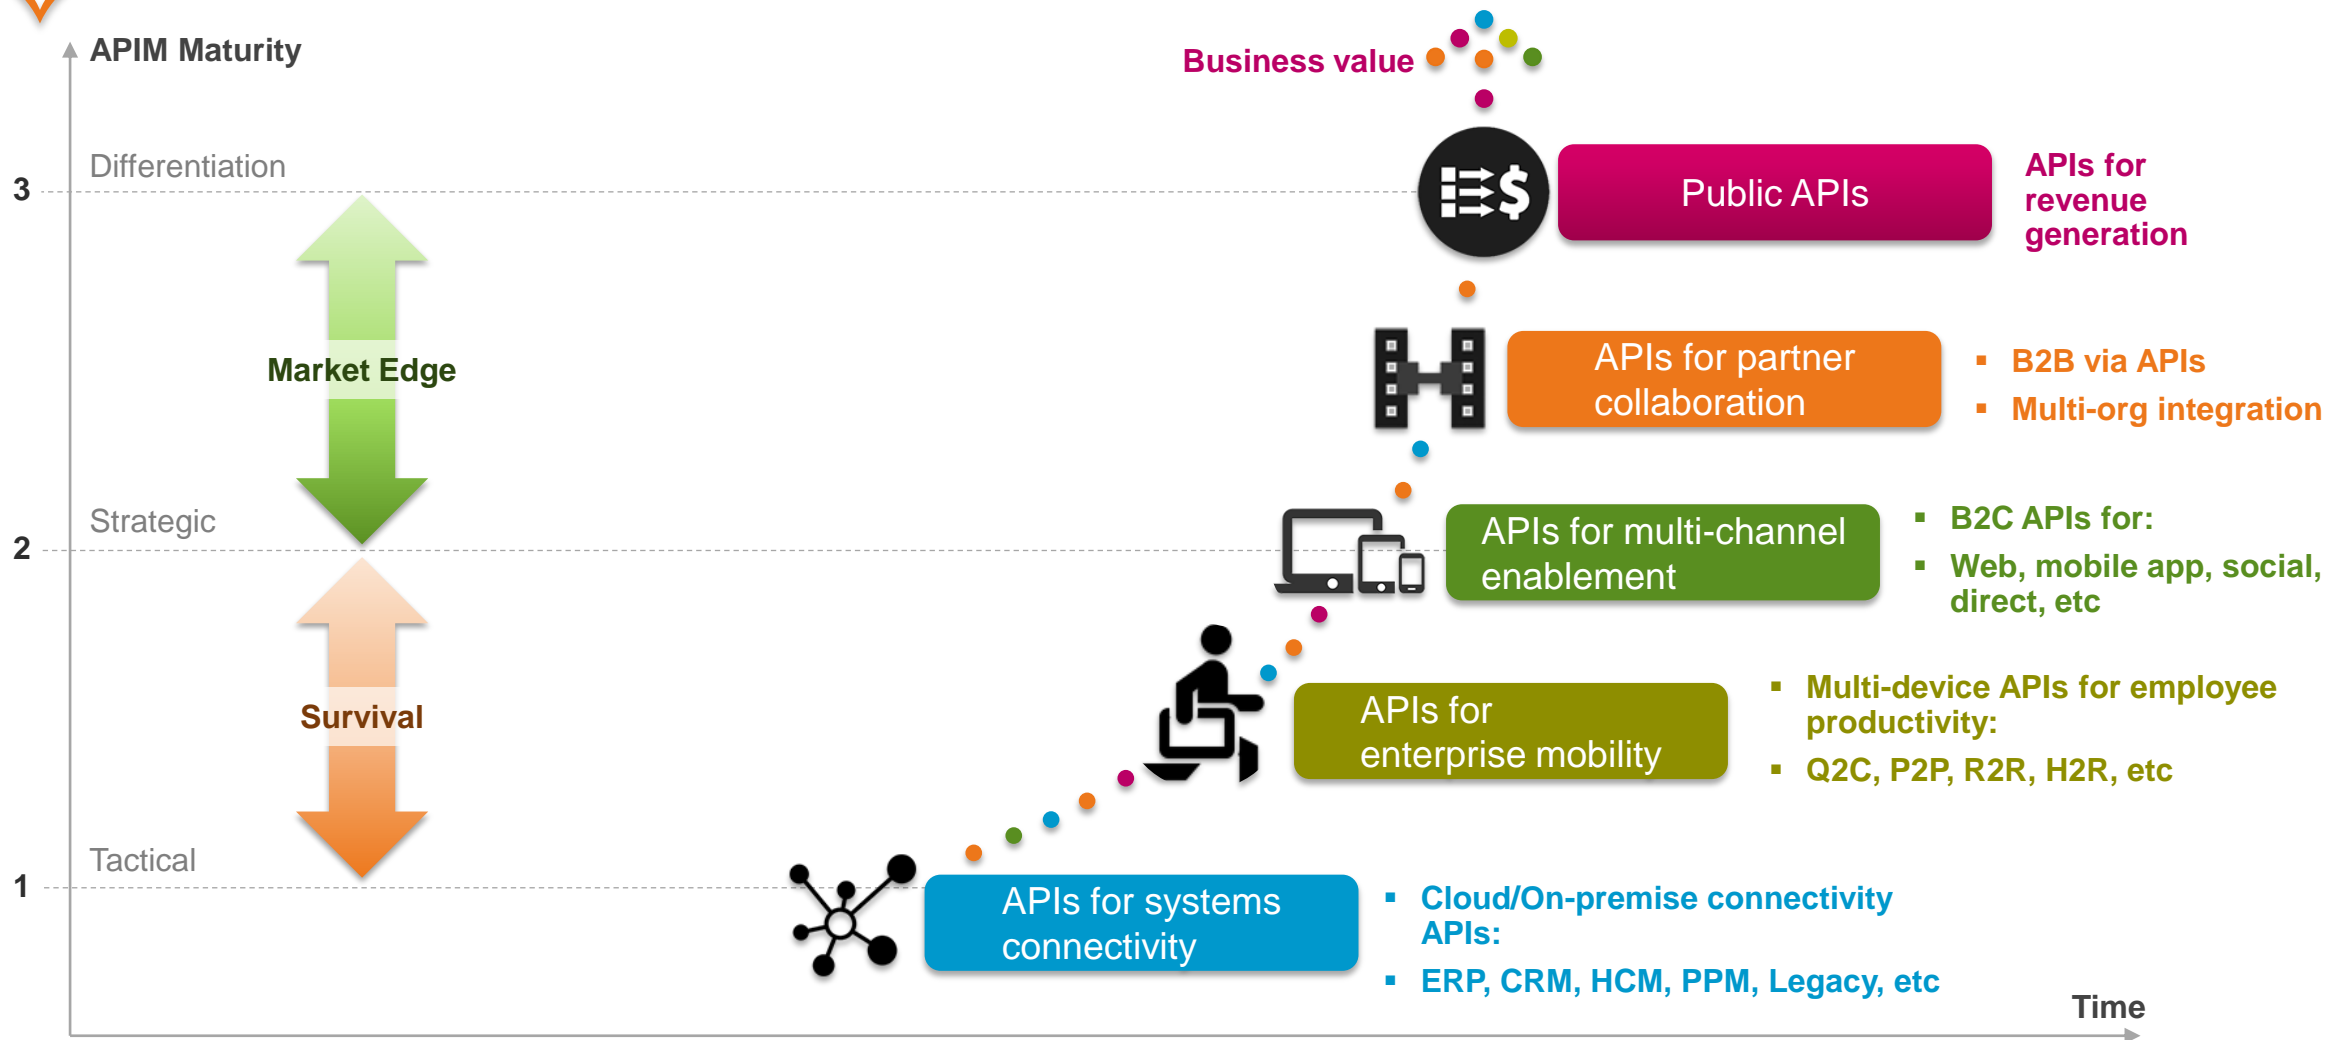 APIM Maturity
Business value
Differentiation
3
Public APIs
APIs for
revenue
generation
Market Edge
APIs for partner
collaboration
▪ B2B via APIs
▪ Multi-org integration
Strategic
2
APIs for multi-channel
enablement
▪ B2C APIs for:
▪ Web, mobile app, social,
direct, etc
Survival
APIs for
enterprise mobility
▪ Multi-device APIs for employee
productivity:
▪ Q2C, P2P, R2R, H2R, etc
Tactical
1
APIs for systems
connectivity
▪ Cloud/On-premise connectivity
APIs:
▪ ERP, CRM, HCM, PPM, Legacy, etc
Time